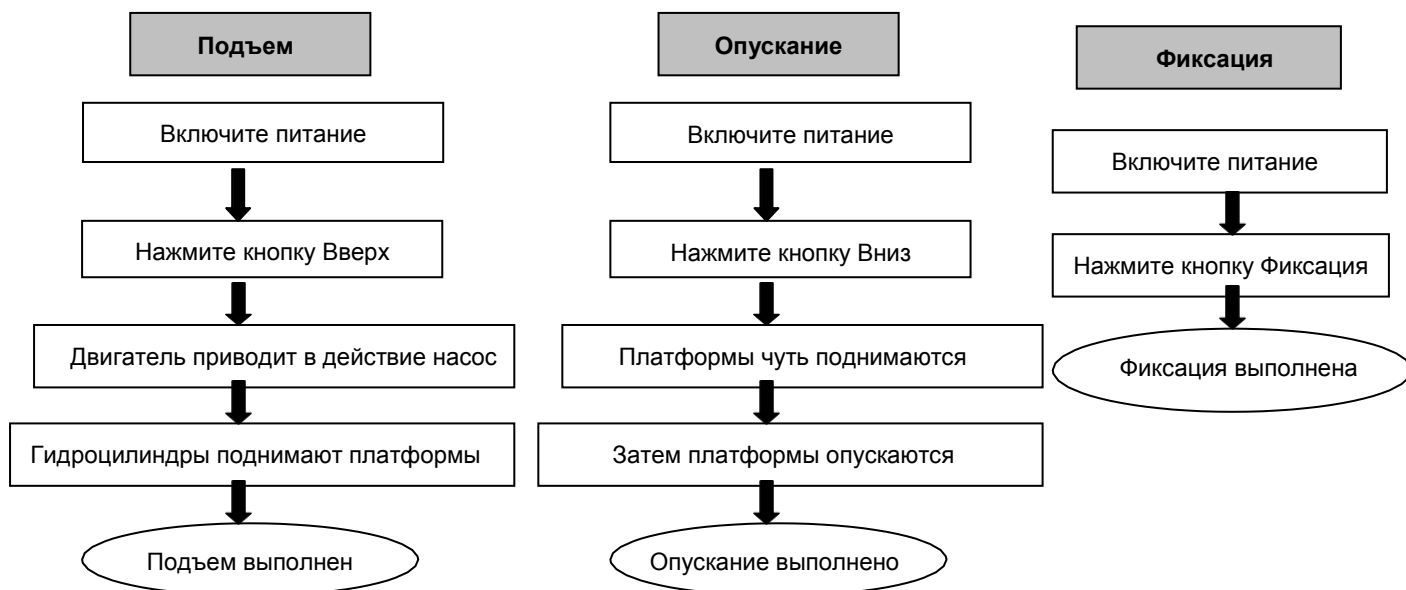 Подъем
Включите питание
Нажмите кнопку Вверх
Двигатель приводит в действие насос
Гидроцилиндры поднимают платформы
Подъем выполнен
Опускание
Включите питание
Нажмите кнопку Вниз
Платформы чуть поднимаются
Затем платформы опускаются
Опускание выполнено
Фиксация
Включите питание
Нажмите кнопку Фиксация
Фиксация выполнена